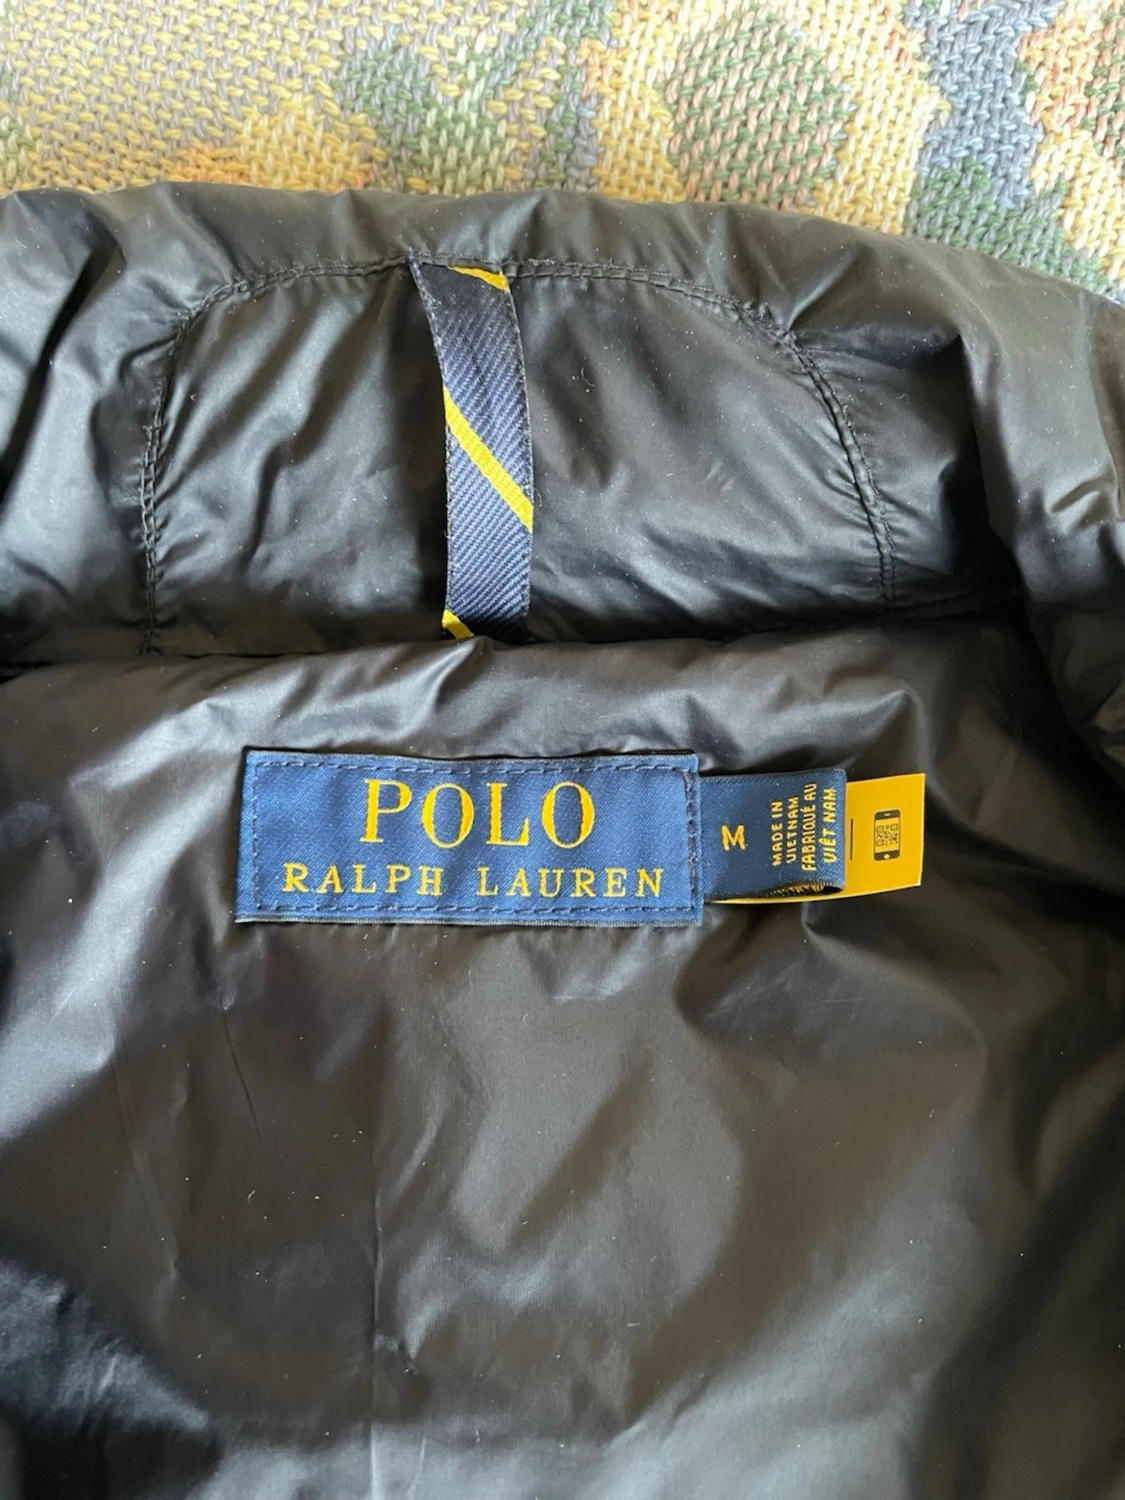 POLO
RALPH LAUREN
M
MADE IN
VIETNAM
FABRIQUÉ AU
VIÊT NAM